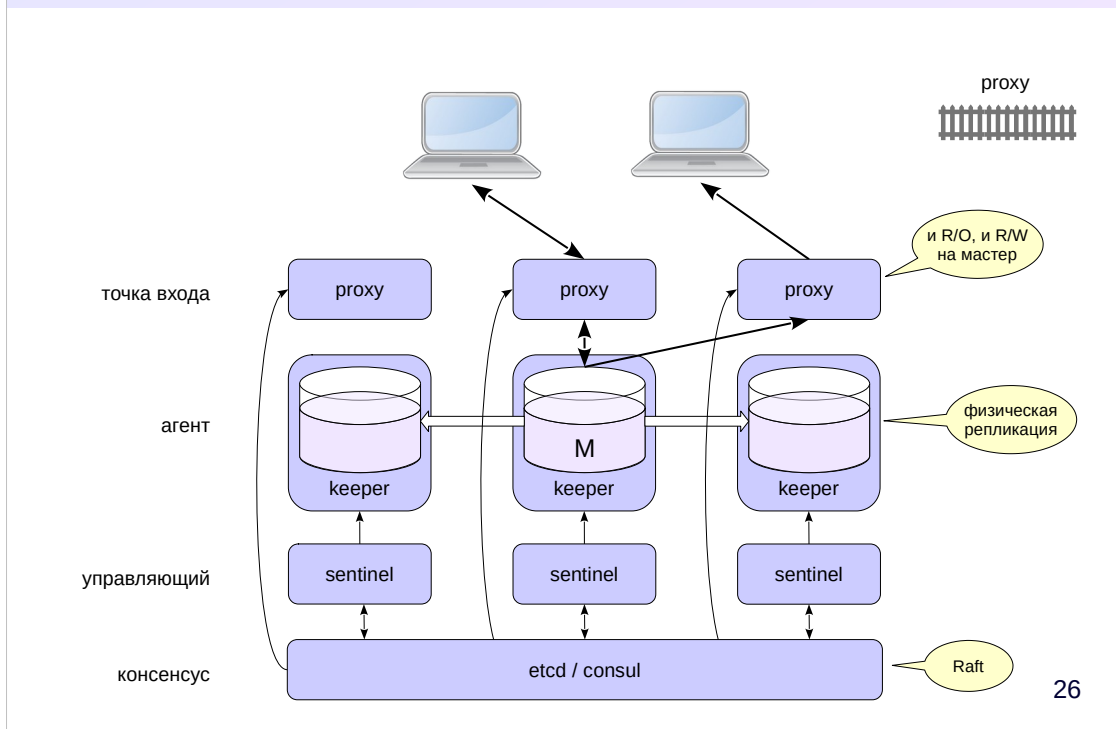 proxy
и R/O, и R/W
на мастер
точка входа
proxy
proxy
proxy
агент
M
физическая
репликация
keeper
keeper
keeper
управляющий
sentinel
sentinel
sentinel
консенсус
etcd / consul
Raft
26